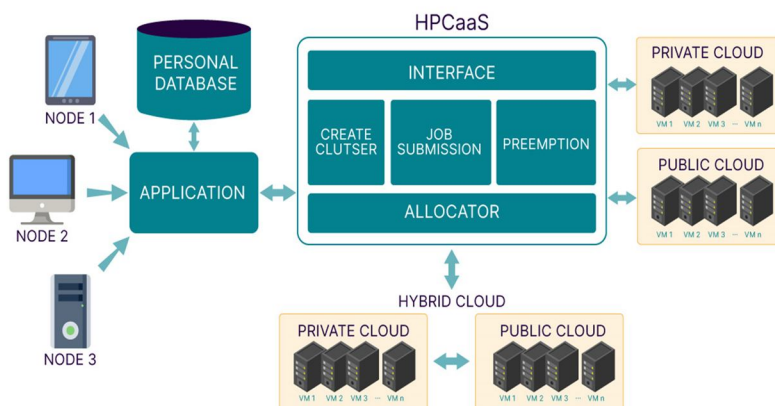 HPCaaS
PERSONAL
DATABASE
NODE 1
APPLICATION
NODE 2
NODE 3
INTERFACE
CREATE
CLUTSER
JOB
SUBMISSION
PREEMPTION
ALLOCATOR
PRIVATE CLOUD
VM 1 VM 2 VM 3 ... VM n
PUBLIC CLOUD
VM 1 VM 2 VM 3 ... VM n
HYBRID CLOUD
PRIVATE CLOUD
VM 1 VM 2 VM 3 ... VM n
PUBLIC CLOUD
VM 1 VM 2 VM 3 ... VM n